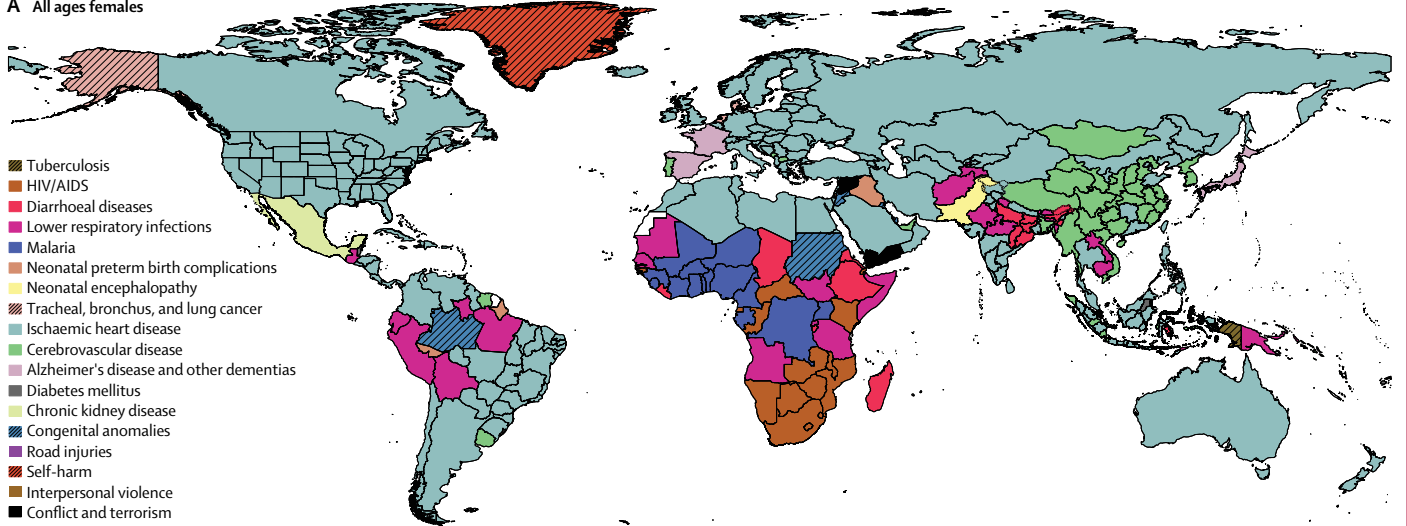 A All ages females
Tuberculosis
HIV/AIDS
Diarrhoeal diseases
Lower respiratory infections
Malaria
Neonatal preterm birth complications
Neonatal encephalopathy
Tracheal, bronchus, and lung cancer
Ischaemic heart disease
Cerebrovascular disease
Alzheimer's disease and other dementias
Diabetes mellitus
Chronic kidney disease
Congenital anomalies
Road injuries
Self-harm
Interpersonal violence
Conflict and terrorism